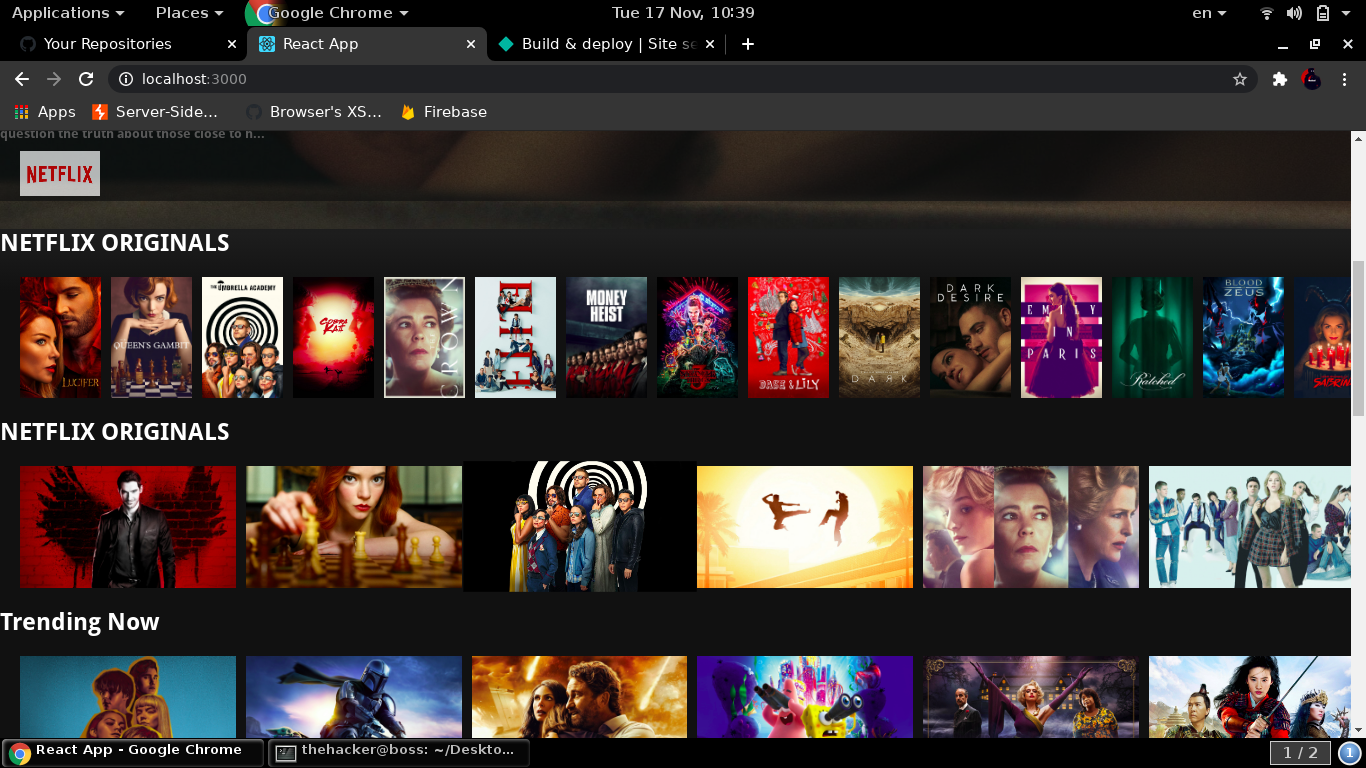 Applications Places Google Chrome Tue 17 Nov, 10:39 en
Your Repositories React App Build & deploy | Site se
localhost:3000
Apps Server-Side… Browser's XS… Firebase
question the truth about those close to h...
NETFLIX
NETFLIX ORIGINALS
LUCIFER
QUEEN'S GAMBIT
THE UMBRELLA ACADEMY
COBRA KAI
CROWN
ELITE
MONEY
HEIST
DASH & LILY
DARK
DARK
DESIRE
EMILY
IN
PARIS
Ratched
BLOOD
ZEUS
SABRIN
NETFLIX ORIGINALS
Trending Now
React App - Google Chrome thehacker@boss: ~/Deskto… 1 / 2 1